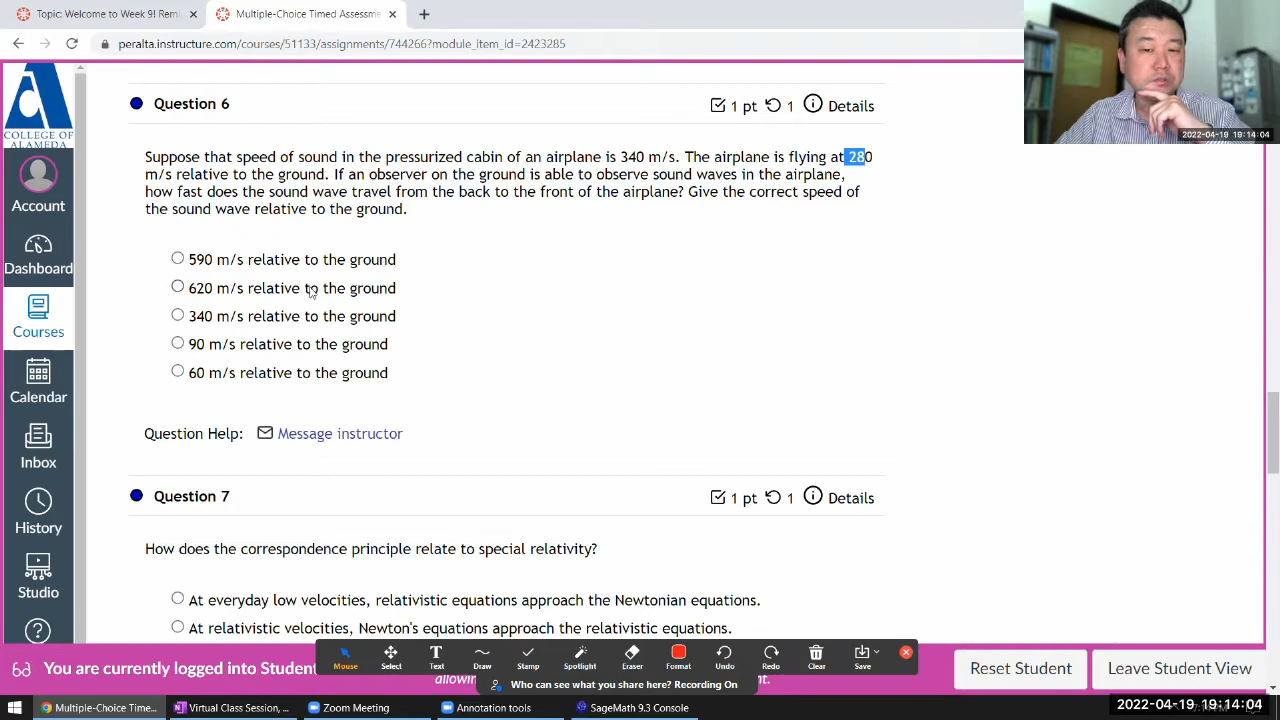 Topic: Welcome to Week 9! Remi
Multiple-Choice Timed Assessme
peralta.instructure.com/courses/51133/assignments/744266?module_item_id=2423285
2022-04-19 19:14:04
COLLEGE OF
ALAMEDA
Account
Dashboard
Courses
Calendar
Inbox
History
Studio
Question 6
1 pt 1 Details
Suppose that speed of sound in the pressurized cabin of an airplane is 340 m/s. The airplane is flying at 280
m/s relative to the ground. If an observer on the ground is able to observe sound waves in the airplane,
how fast does the sound wave travel from the back to the front of the airplane? Give the correct speed of
the sound wave relative to the ground.
590 m/s relative to the ground
620 m/s relative to the ground
340 m/s relative to the ground
90 m/s relative to the ground
60 m/s relative to the ground
Question Help: Message instructor
Question 7
1 pt 1 Details
How does the correspondence principle relate to special relativity?
At everyday low velocities, relativistic equations approach the Newtonian equations.
At relativistic velocities, Newton's equations approach the relativistic equations.
Mouse Select Text Draw Stamp Spotlight Eraser Format Undo Redo Clear Save
You are currently logged into Student
Who can see what you share here? Recording On
Reset Student
Leave Student View
Multiple-Choice Time...
Virtual Class Session, ...
Zoom Meeting
Annotation tools
SageMath 9.3 Console
2022-04-19 19:14:04